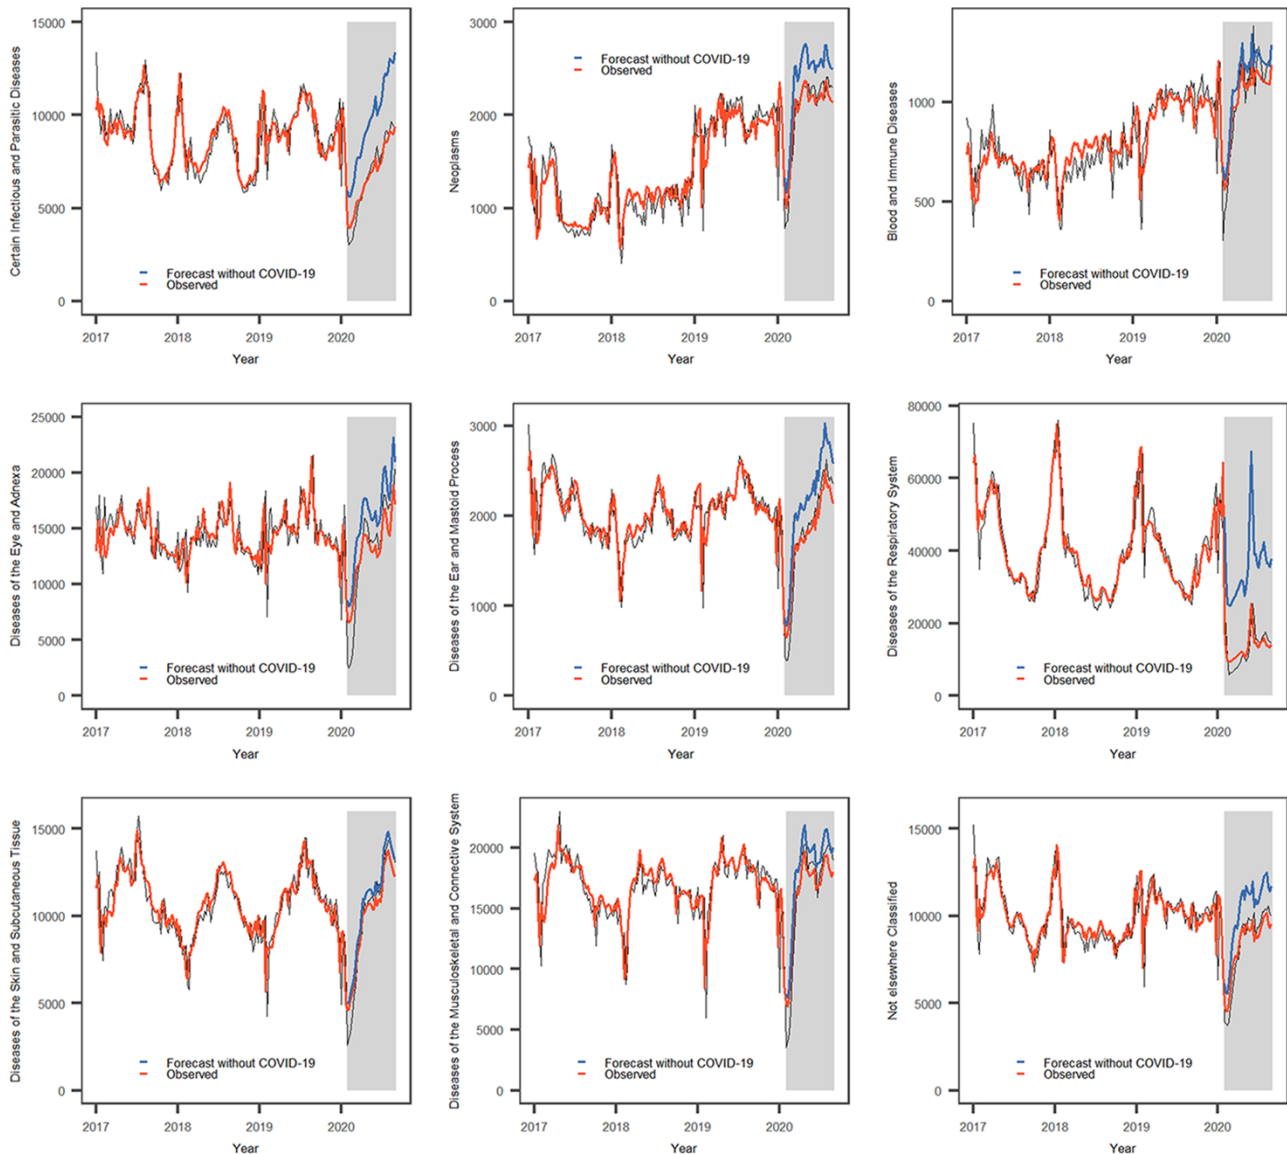 Certain Infectious and Parasitic Diseases
15000
10000
5000
0
Forecast without COVID-19
Observed
2017
2018
2019
2020
Year
Neoplasms
3000
2000
1000
0
Forecast without COVID-19
Observed
2017
2018
2019
2020
Year
Blood and Immune Diseases
1000
500
0
Forecast without COVID-19
Observed
2017
2018
2019
2020
Year
Diseases of the Eye and Adnexa
25000
20000
15000
10000
5000
0
Forecast without COVID-19
Observed
2017
2018
2019
2020
Year
Diseases of the Ear and Mastoid Process
3000
2000
1000
0
Forecast without COVID-19
Observed
2017
2018
2019
2020
Year
Diseases of the Respiratory System
80000
60000
40000
20000
0
Forecast without COVID-19
Observed
2017
2018
2019
2020
Year
Diseases of the Skin and Subcutaneous Tissue
15000
10000
5000
0
Forecast without COVID-19
Observed
2017
2018
2019
2020
Year
Diseases of the Musculoskeletal and Connective System
20000
15000
10000
5000
0
Forecast without COVID-19
Observed
2017
2018
2019
2020
Year
Not elsewhere Classified
15000
10000
5000
0
Forecast without COVID-19
Observed
2017
2018
2019
2020
Year